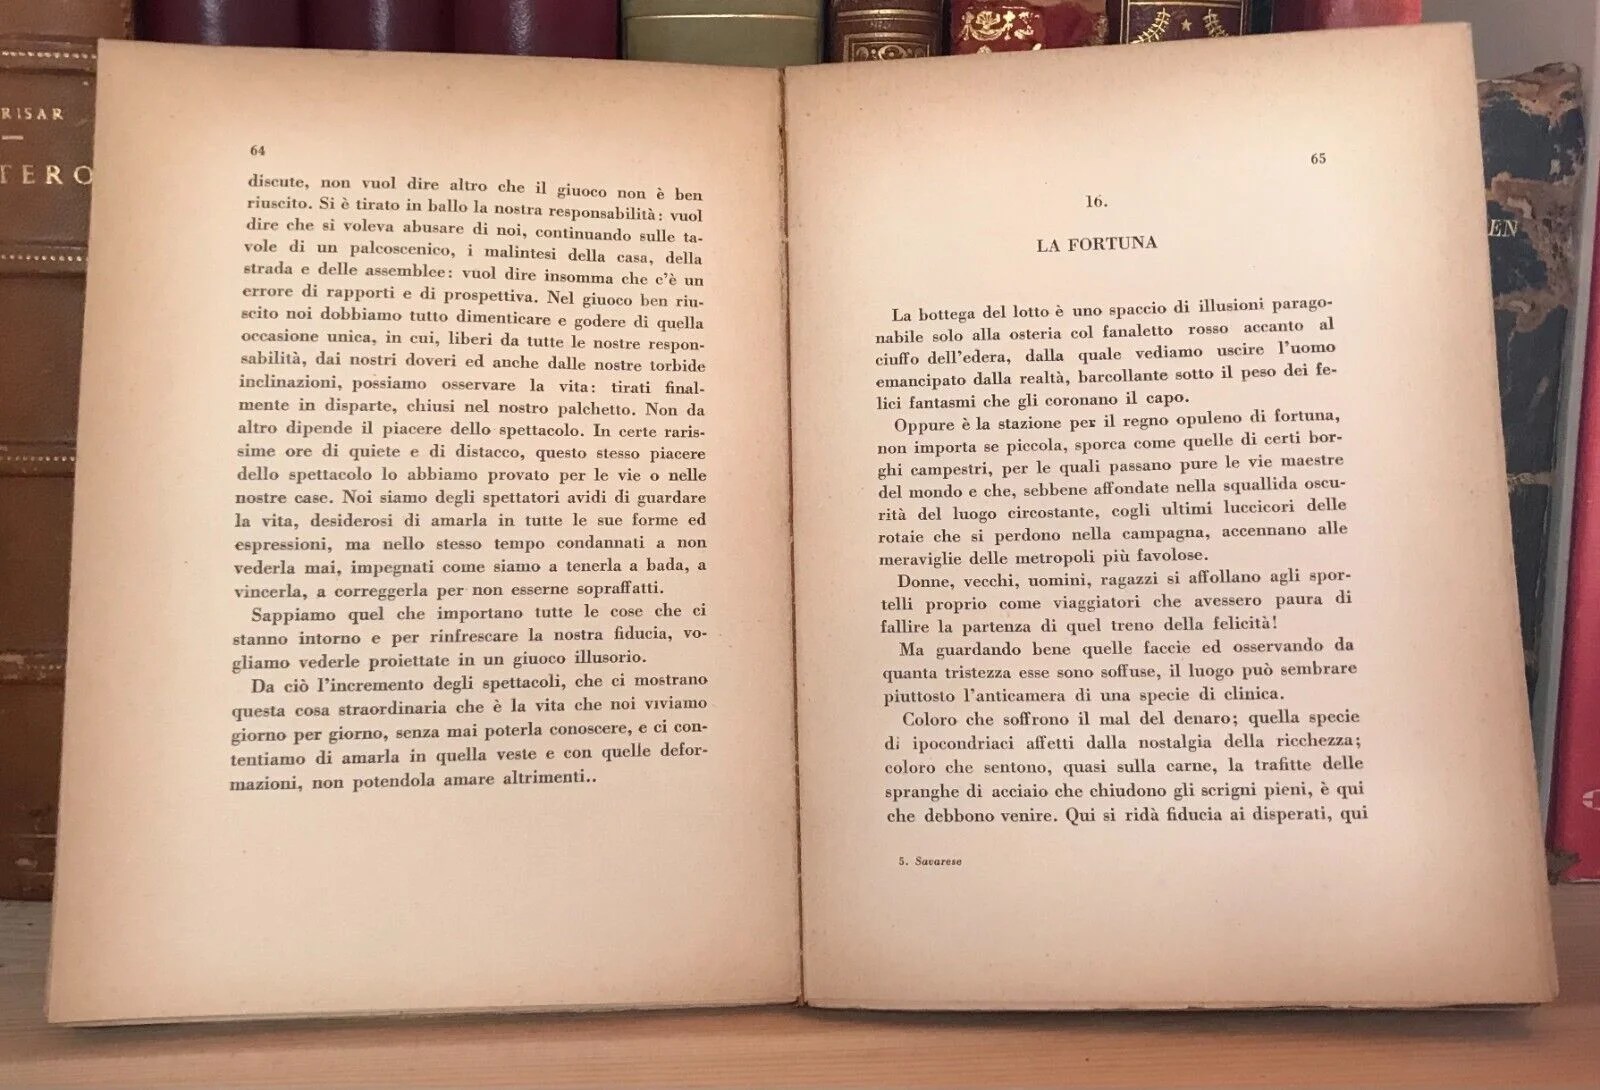 RISAR
TERO
EN
64
discute, non vuol dire altro che il giuoco non è ben
riuscito. Si è tirato in ballo la nostra responsabilità: vuol
dire che si voleva abusare di noi, continuando sulle ta-
vole di un palcoscenico, i malintesi della casa, della
strada e delle assemblee: vuol dire insomma che c'è un
errore di rapporti e di prospettiva. Nel giuoco ben riu-
scito noi dobbiamo tutto dimenticare e godere di quella
occasione unica, in cui, liberi da tutte le nostre respon-
sabilità, dai nostri doveri ed anche dalle nostre torbide
inclinazioni, possiamo osservare la vita: tirati final-
mente in disparte, chiusi nel nostro palchetto. Non da
altro dipende il piacere dello spettacolo. In certe raris-
sime ore di quiete e di distacco, questo stesso piacere
dello spettacolo lo abbiamo provato per le vie o nelle
nostre case. Noi siamo degli spettatori avidi di guardare
la vita, desiderosi di amarla in tutte le sue forme ed
espressioni, ma nello stesso tempo condannati a non
vederla mai, impegnati come siamo a tenerla a bada, a
vincerla, a correggerla per non esserne sopraffatti.
Sappiamo quel che importano tutte le cose che ci
stanno intorno e per rinfrescare la nostra fiducia, vo-
gliamo vederle proiettate in un giuoco illusorio.
Da ciò l'incremento degli spettacoli, che ci mostrano
questa cosa straordinaria che è la vita che noi viviamo
giorno per giorno, senza mai poterla conoscere, e ci con-
tentiamo di amarla in quella veste e con quelle defor-
mazioni, non potendola amare altrimenti..
65
16.
LA FORTUNA
La bottega del lotto è uno spaccio di illusioni parago-
nabile solo alla osteria col fanaletto rosso accanto al
ciuffo dell'edera, dalla quale vediamo uscire l'uomo
emancipato dalla realtà, barcollante sotto il peso dei fe-
lici fantasmi che gli coronano il capo.
Oppure è la stazione per il regno opuleno di fortuna,
non importa se piccola, sporca come quelle di certi bor-
ghi campestri, per le quali passano pure le vie maestre
del mondo e che, sebbene affondate nella squallida oscu-
rità del luogo circostante, cogli ultimi luccicori delle
rotaie che si perdono nella campagna, accennano alle
meraviglie delle metropoli più favolose.
Donne, vecchi, uomini, ragazzi si affollano agli spor-
telli proprio come viaggiatori che avessero paura di
fallire la partenza di quel treno della felicità!
Ma guardando bene quelle faccie ed osservando da
quanta tristezza esse sono soffuse, il luogo può sembrare
piuttosto l'anticamera di una specie di clinica.
Coloro che soffrono il mal del denaro; quella specie
di ipocondriaci affetti dalla nostalgia della ricchezza;
coloro che sentono, quasi sulla carne, la trafitte delle
spranghe di acciaio che chiudono gli scrigni pieni, è qui
che debbono venire. Qui si ridà fiducia ai disperati, qui
5. Savarese